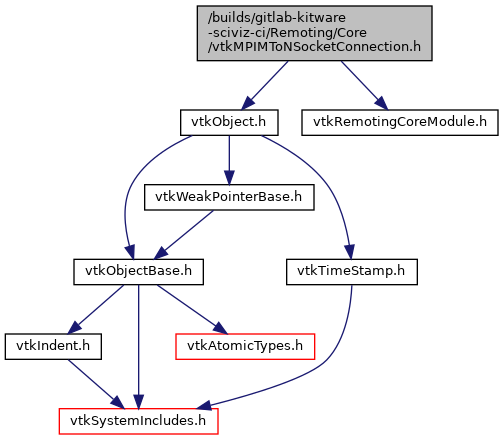 /builds/gitlab-kitware
-sciviz-ci/Remoting/Core
/vtkMPIMToNSocketConnection.h
vtkObject.h
vtkRemotingCoreModule.h
vtkWeakPointerBase.h
vtkObjectBase.h
vtkTimeStamp.h
vtkIndent.h
vtkAtomicTypes.h
vtkSystemIncludes.h